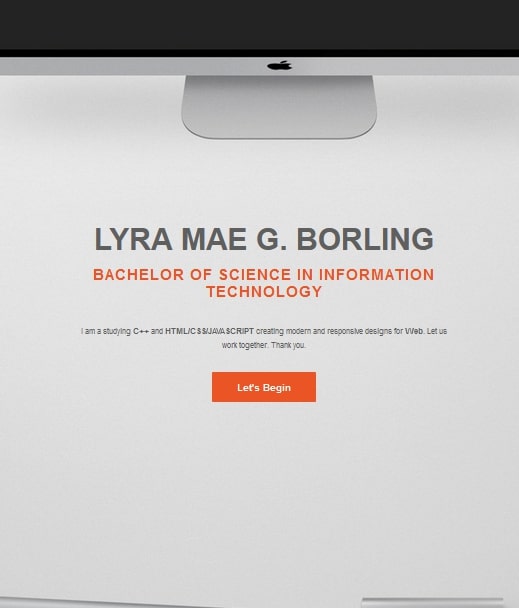 LYRA MAE G. BORLING
BACHELOR OF SCIENCE IN INFORMATION
TECHNOLOGY
I am a studying C++ and HTML/CSS/JAVASCRIPT creating modern and responsive designs for Web. Let us
work together. Thank you.
Let's Begin